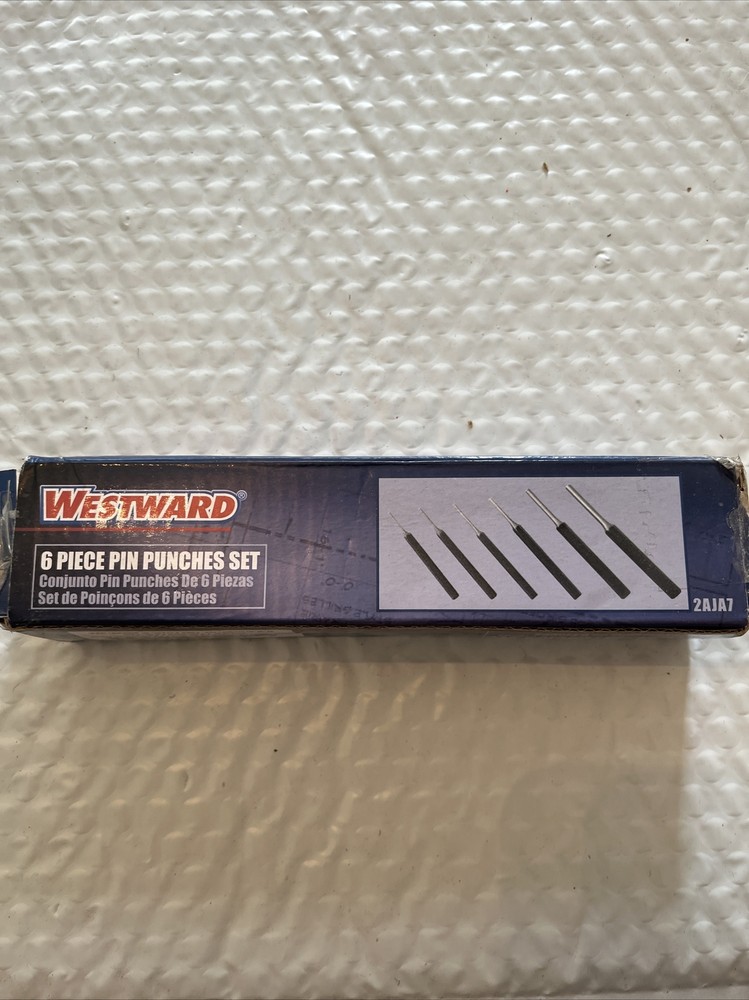 WESTWARD®
6 PIECE PIN PUNCHES SET
Conjunto Pin Punches De 6 Piezas
Set de Poinçons de 6 Pièces
2AJA7